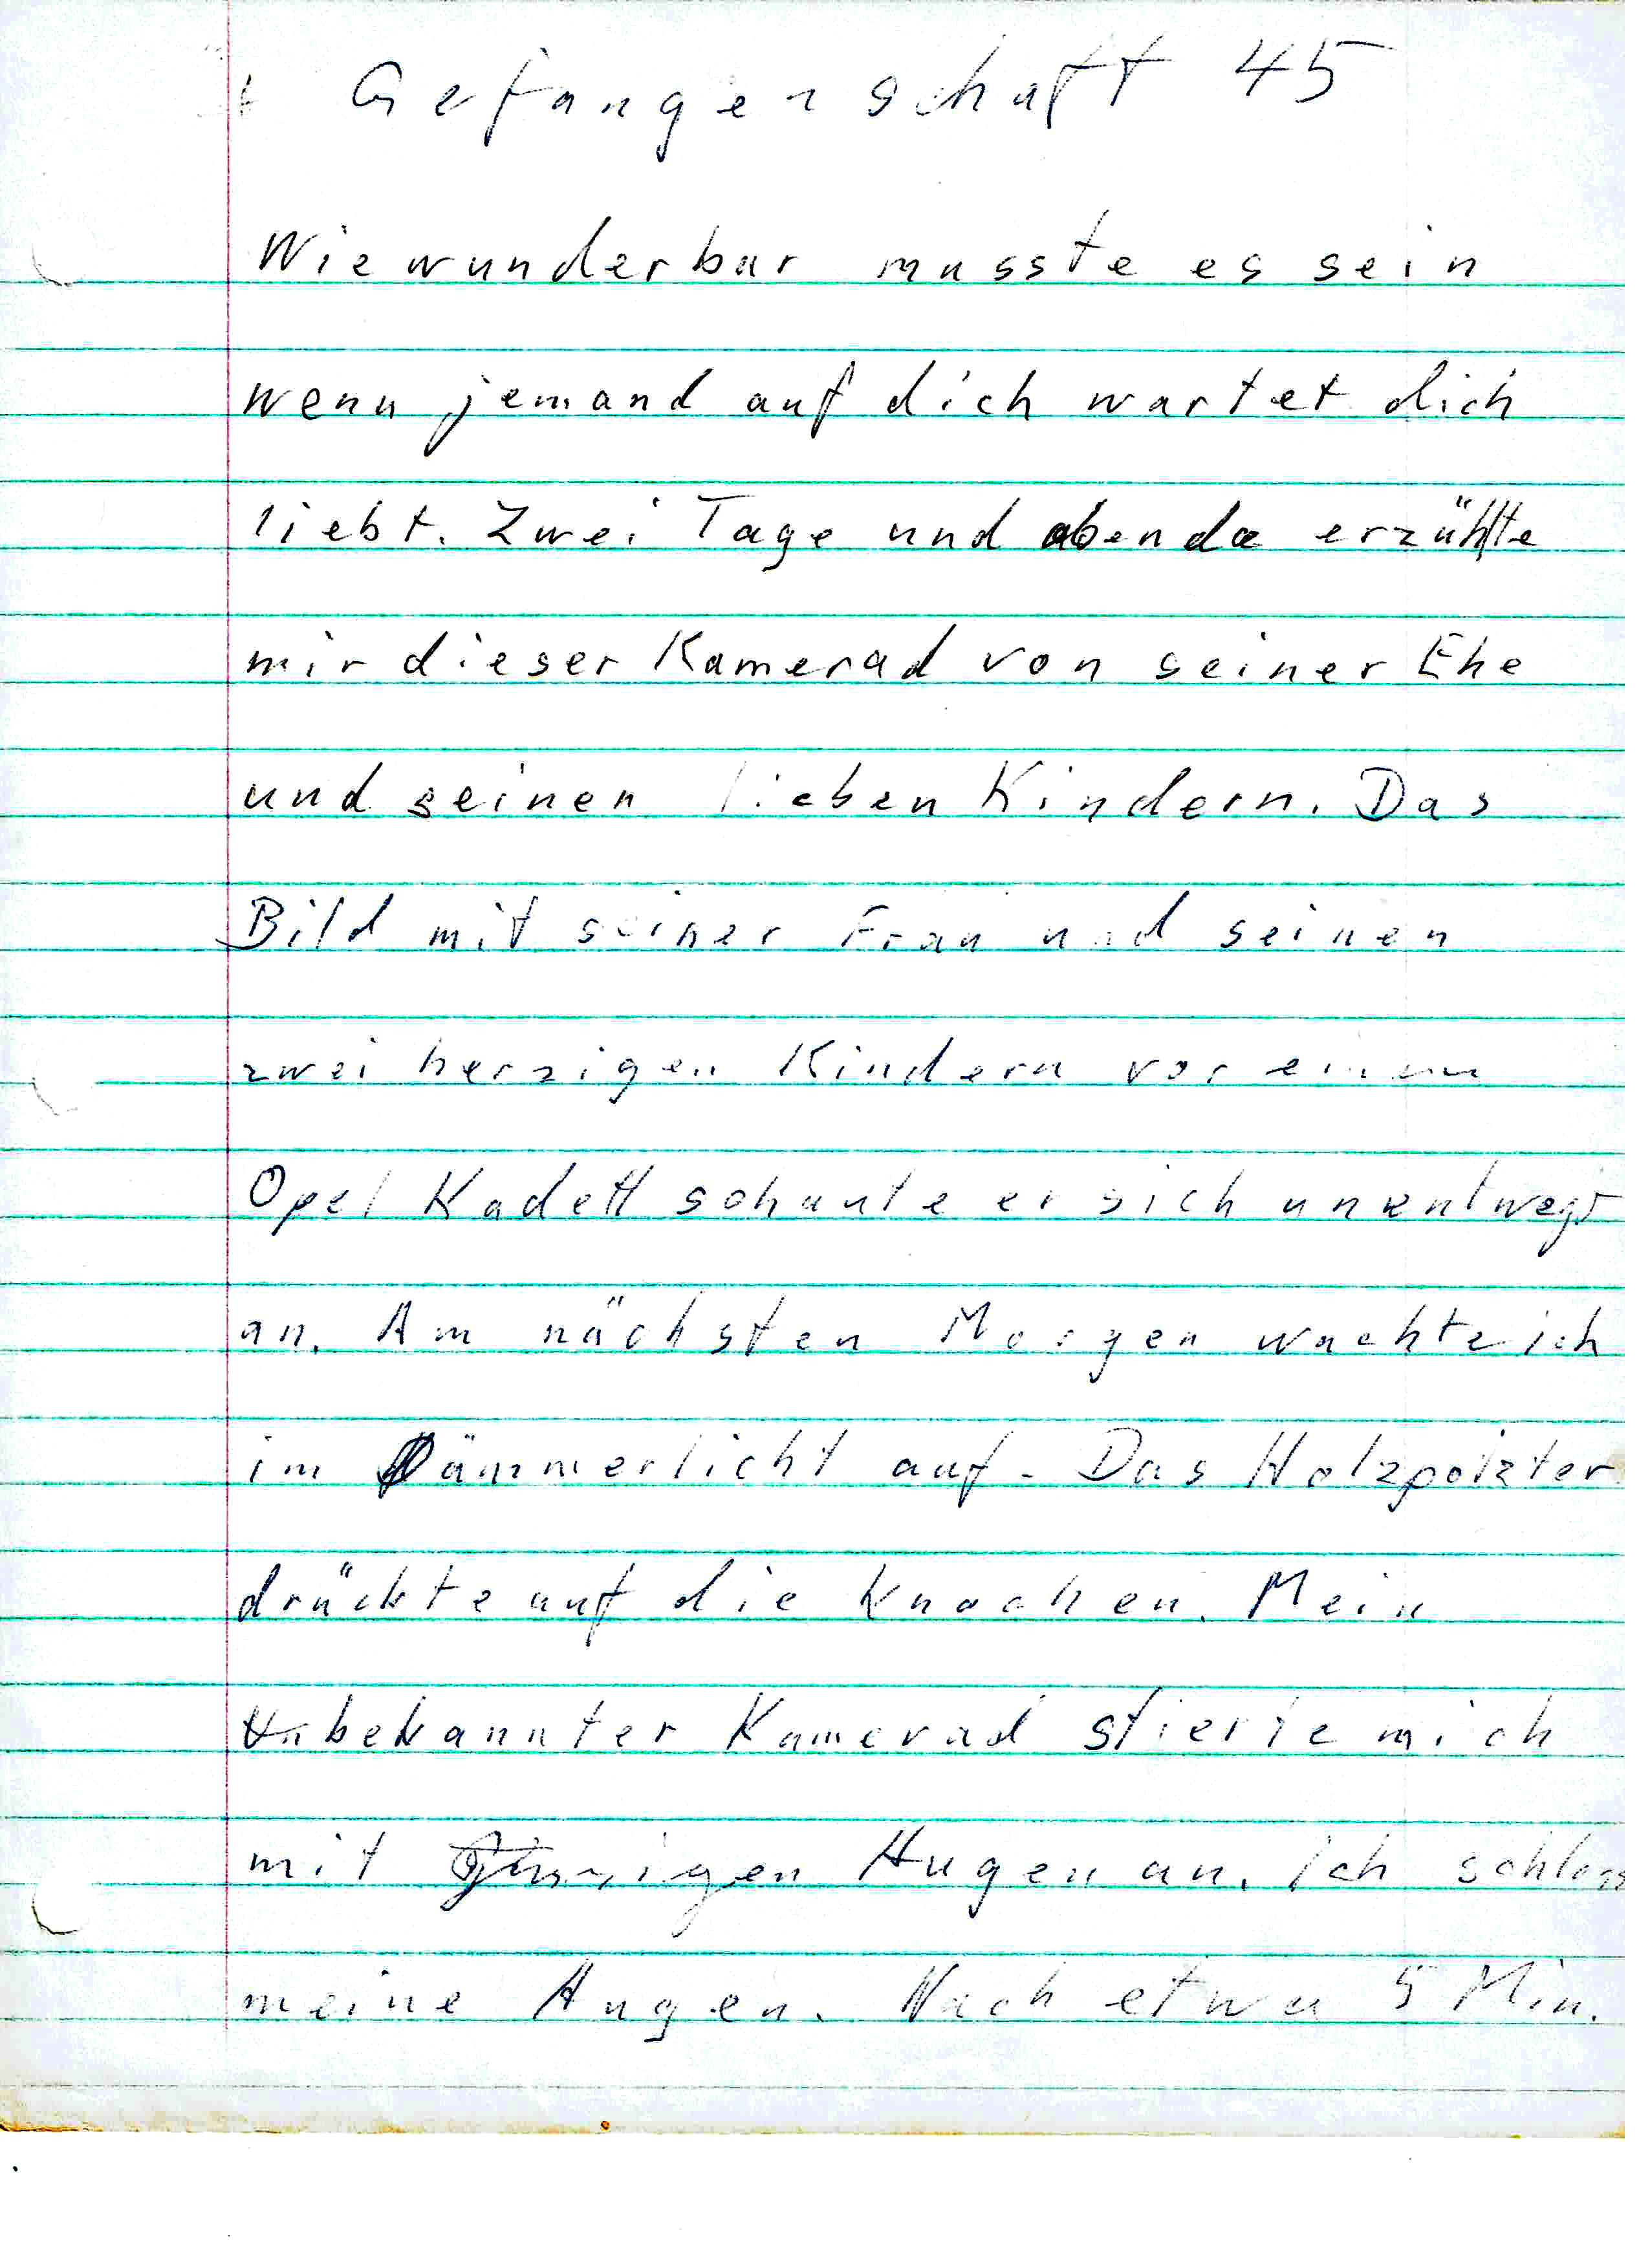 Gefangenschaft 45
Wie wunderbar musste es sein
wenn jemand auf dich wartet dich
liebt. Zwei Tage und abende erzählte
mir dieser Kamerad von seiner Ehe
und seinen lieben Kindern. Das
Bild mit seiner Frau und seinen
zwei herzigen Kindern vor einem
Opel Kadett schaute er sich unentwegt
an. Am nächsten Morgen wachte ich
im Dämmerlicht auf. Das Holzpolster
drückte auf die Knochen. Mein
Unbekannter Kamerad stierte mich
mit Augen an. Ich schloss
meine Augen. Nach etwa 5 Min.